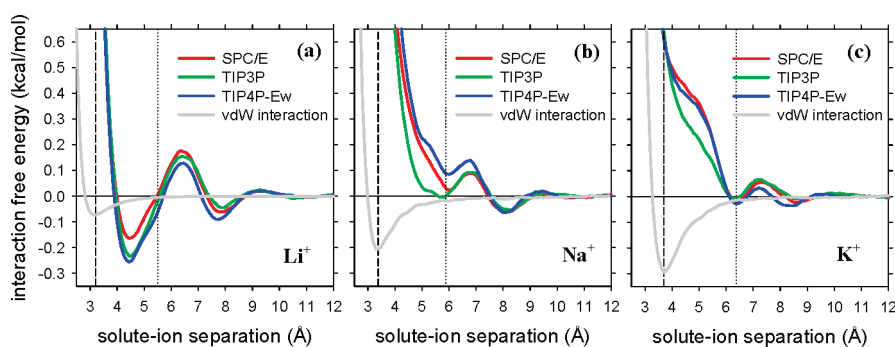 interaction free energy (kcal/mol)
0.6
0.5
0.4
0.3
0.2
0.1
0.0
-0.1
-0.2
-0.3
(a)
SPC/E
TIP3P
TIP4P-Ew
vdW interaction
Li+
3 4 5 6 7 8 9 10 11 12
solute-ion separation (Å)
(b)
SPC/E
TIP3P
TIP4P-Ew
vdW interaction
Na+
3 4 5 6 7 8 9 10 11 12
solute-ion separation (Å)
(c)
SPC/E
TIP3P
TIP4P-Ew
vdW interaction
K+
3 4 5 6 7 8 9 10 11 12
solute-ion separation (Å)